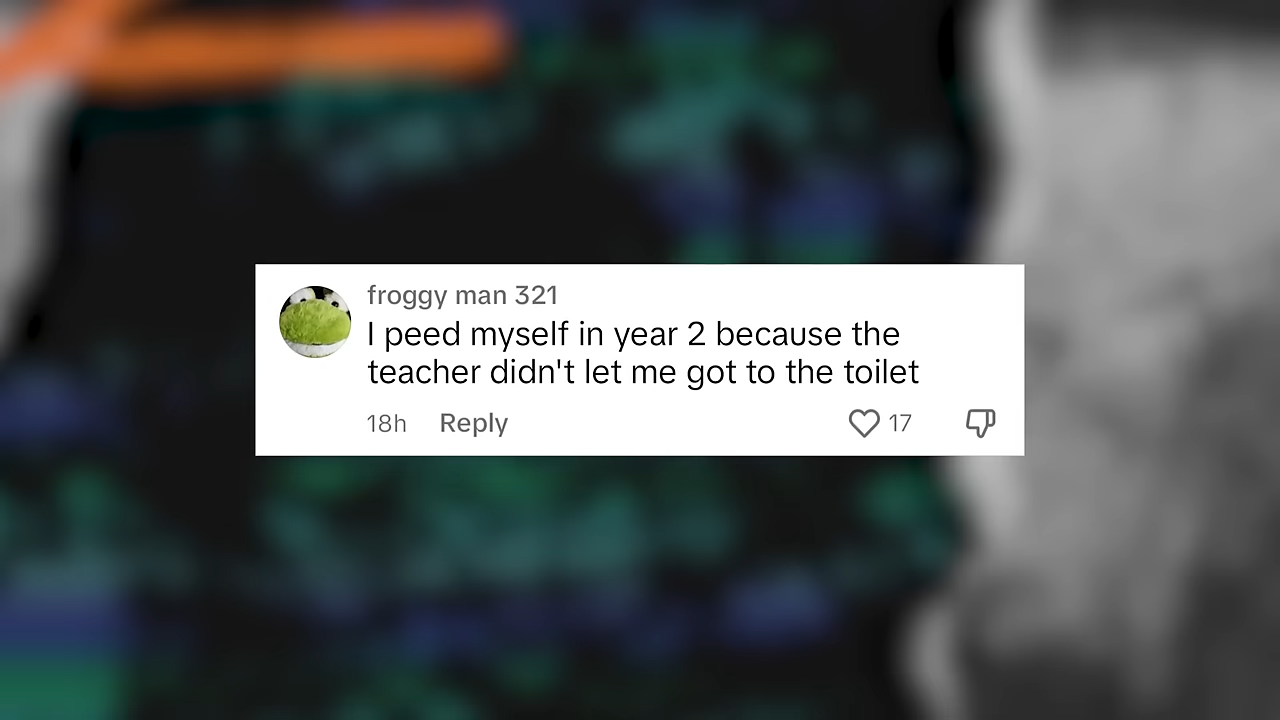 froggy man 321
I peed myself in year 2 because the
teacher didn't let me got to the toilet
18h Reply 17